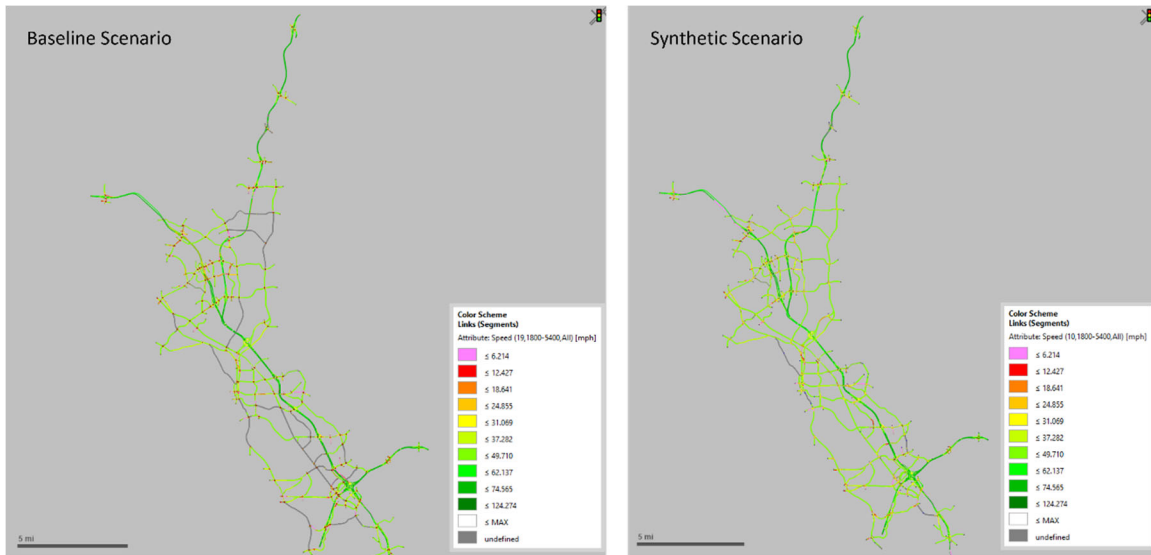 Baseline Scenario
Color Scheme
Links (Segments)
Attribute: Speed (19,1800-5400,All) [mph]
≤ 6.214
≤ 12.427
≤ 18.641
≤ 24.855
≤ 31.069
≤ 37.282
≤ 49.710
≤ 62.137
≤ 74.565
≤ 124.274
≤ MAX
undefined
5 mi
Synthetic Scenario
Color Scheme
Links (Segments)
Attribute: Speed (10,1800-5400,All) [mph]
≤ 6.214
≤ 12.427
≤ 18.641
≤ 24.855
≤ 31.069
≤ 37.282
≤ 49.710
≤ 62.137
≤ 74.565
≤ 124.274
≤ MAX
undefined
5 mi